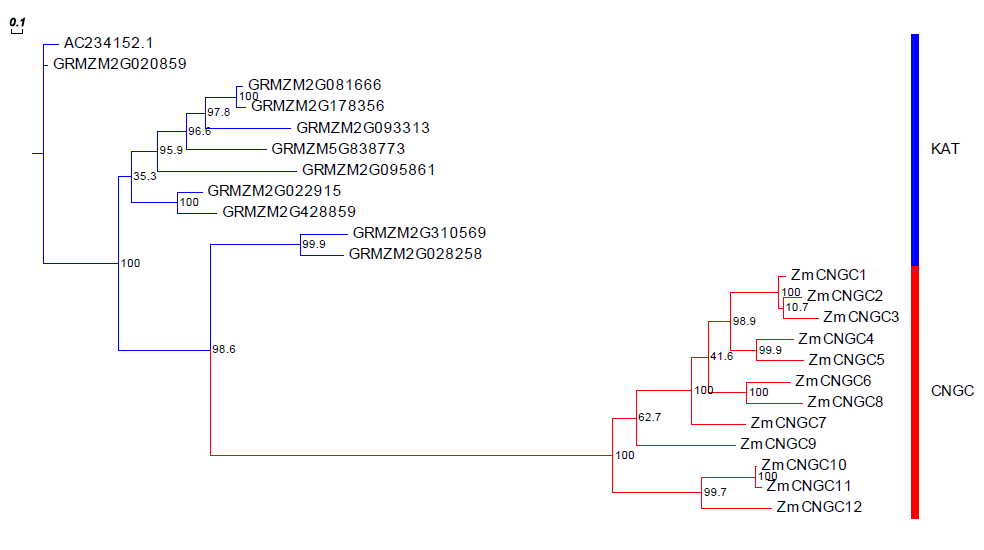 0.1
AC234152.1
GRMZM2G020859
GRMZM2G081666
100
GRMZM2G178356
97.8
GRMZM2G093313
96.6
GRMZM5G838773
95.9
KAT
GRMZM2G095861
35.3
GRMZM2G022915
100
GRMZM2G428859
GRMZM2G310569
99.9
GRMZM2G028258
100
ZmCNGC1
100
ZmCNGC2
10.7
ZmCNGC3
98.9
ZmCNGC4
99.9
98.6
41.6
ZmCNGC5
ZmCNGC6
100
100
CNGC
ZmCNGC8
62.7
ZmCNGC7
ZmCNGC9
100
ZmCNGC10
100
ZmCNGC11
99.7
ZmCNGC12